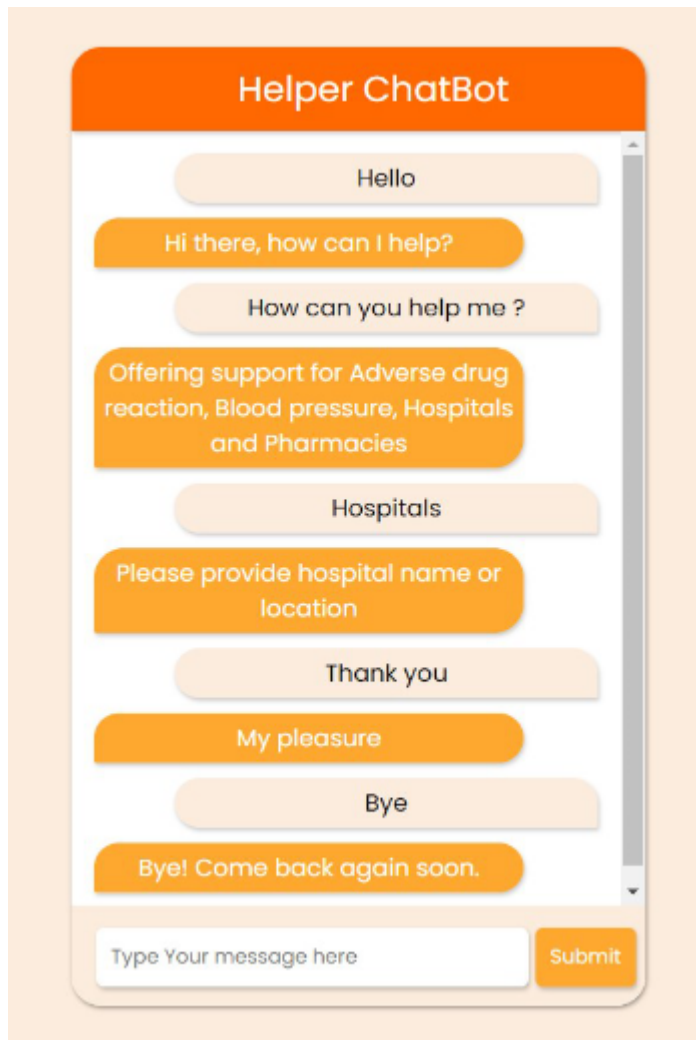 Helper ChatBot
Hello
Hi there, how can I help?
How can you help me ?
Offering support for Adverse drug
reaction, Blood pressure, Hospitals
and Pharmacies
Hospitals
Please provide hospital name or
location
Thank you
My pleasure
Bye
Bye! Come back again soon.
Type Your message here
Submit